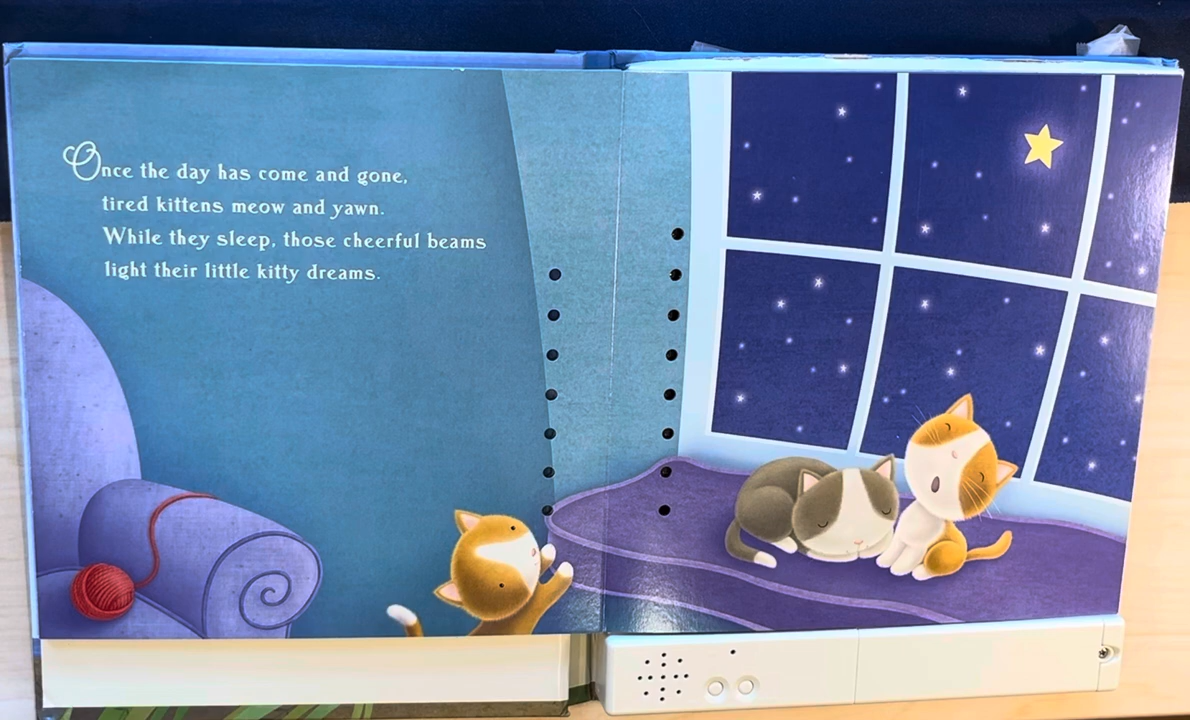 Once the day has come and gone,
tired kittens meow and yawn.
While they sleep, those cheerful beams
light their little kitty dreams.